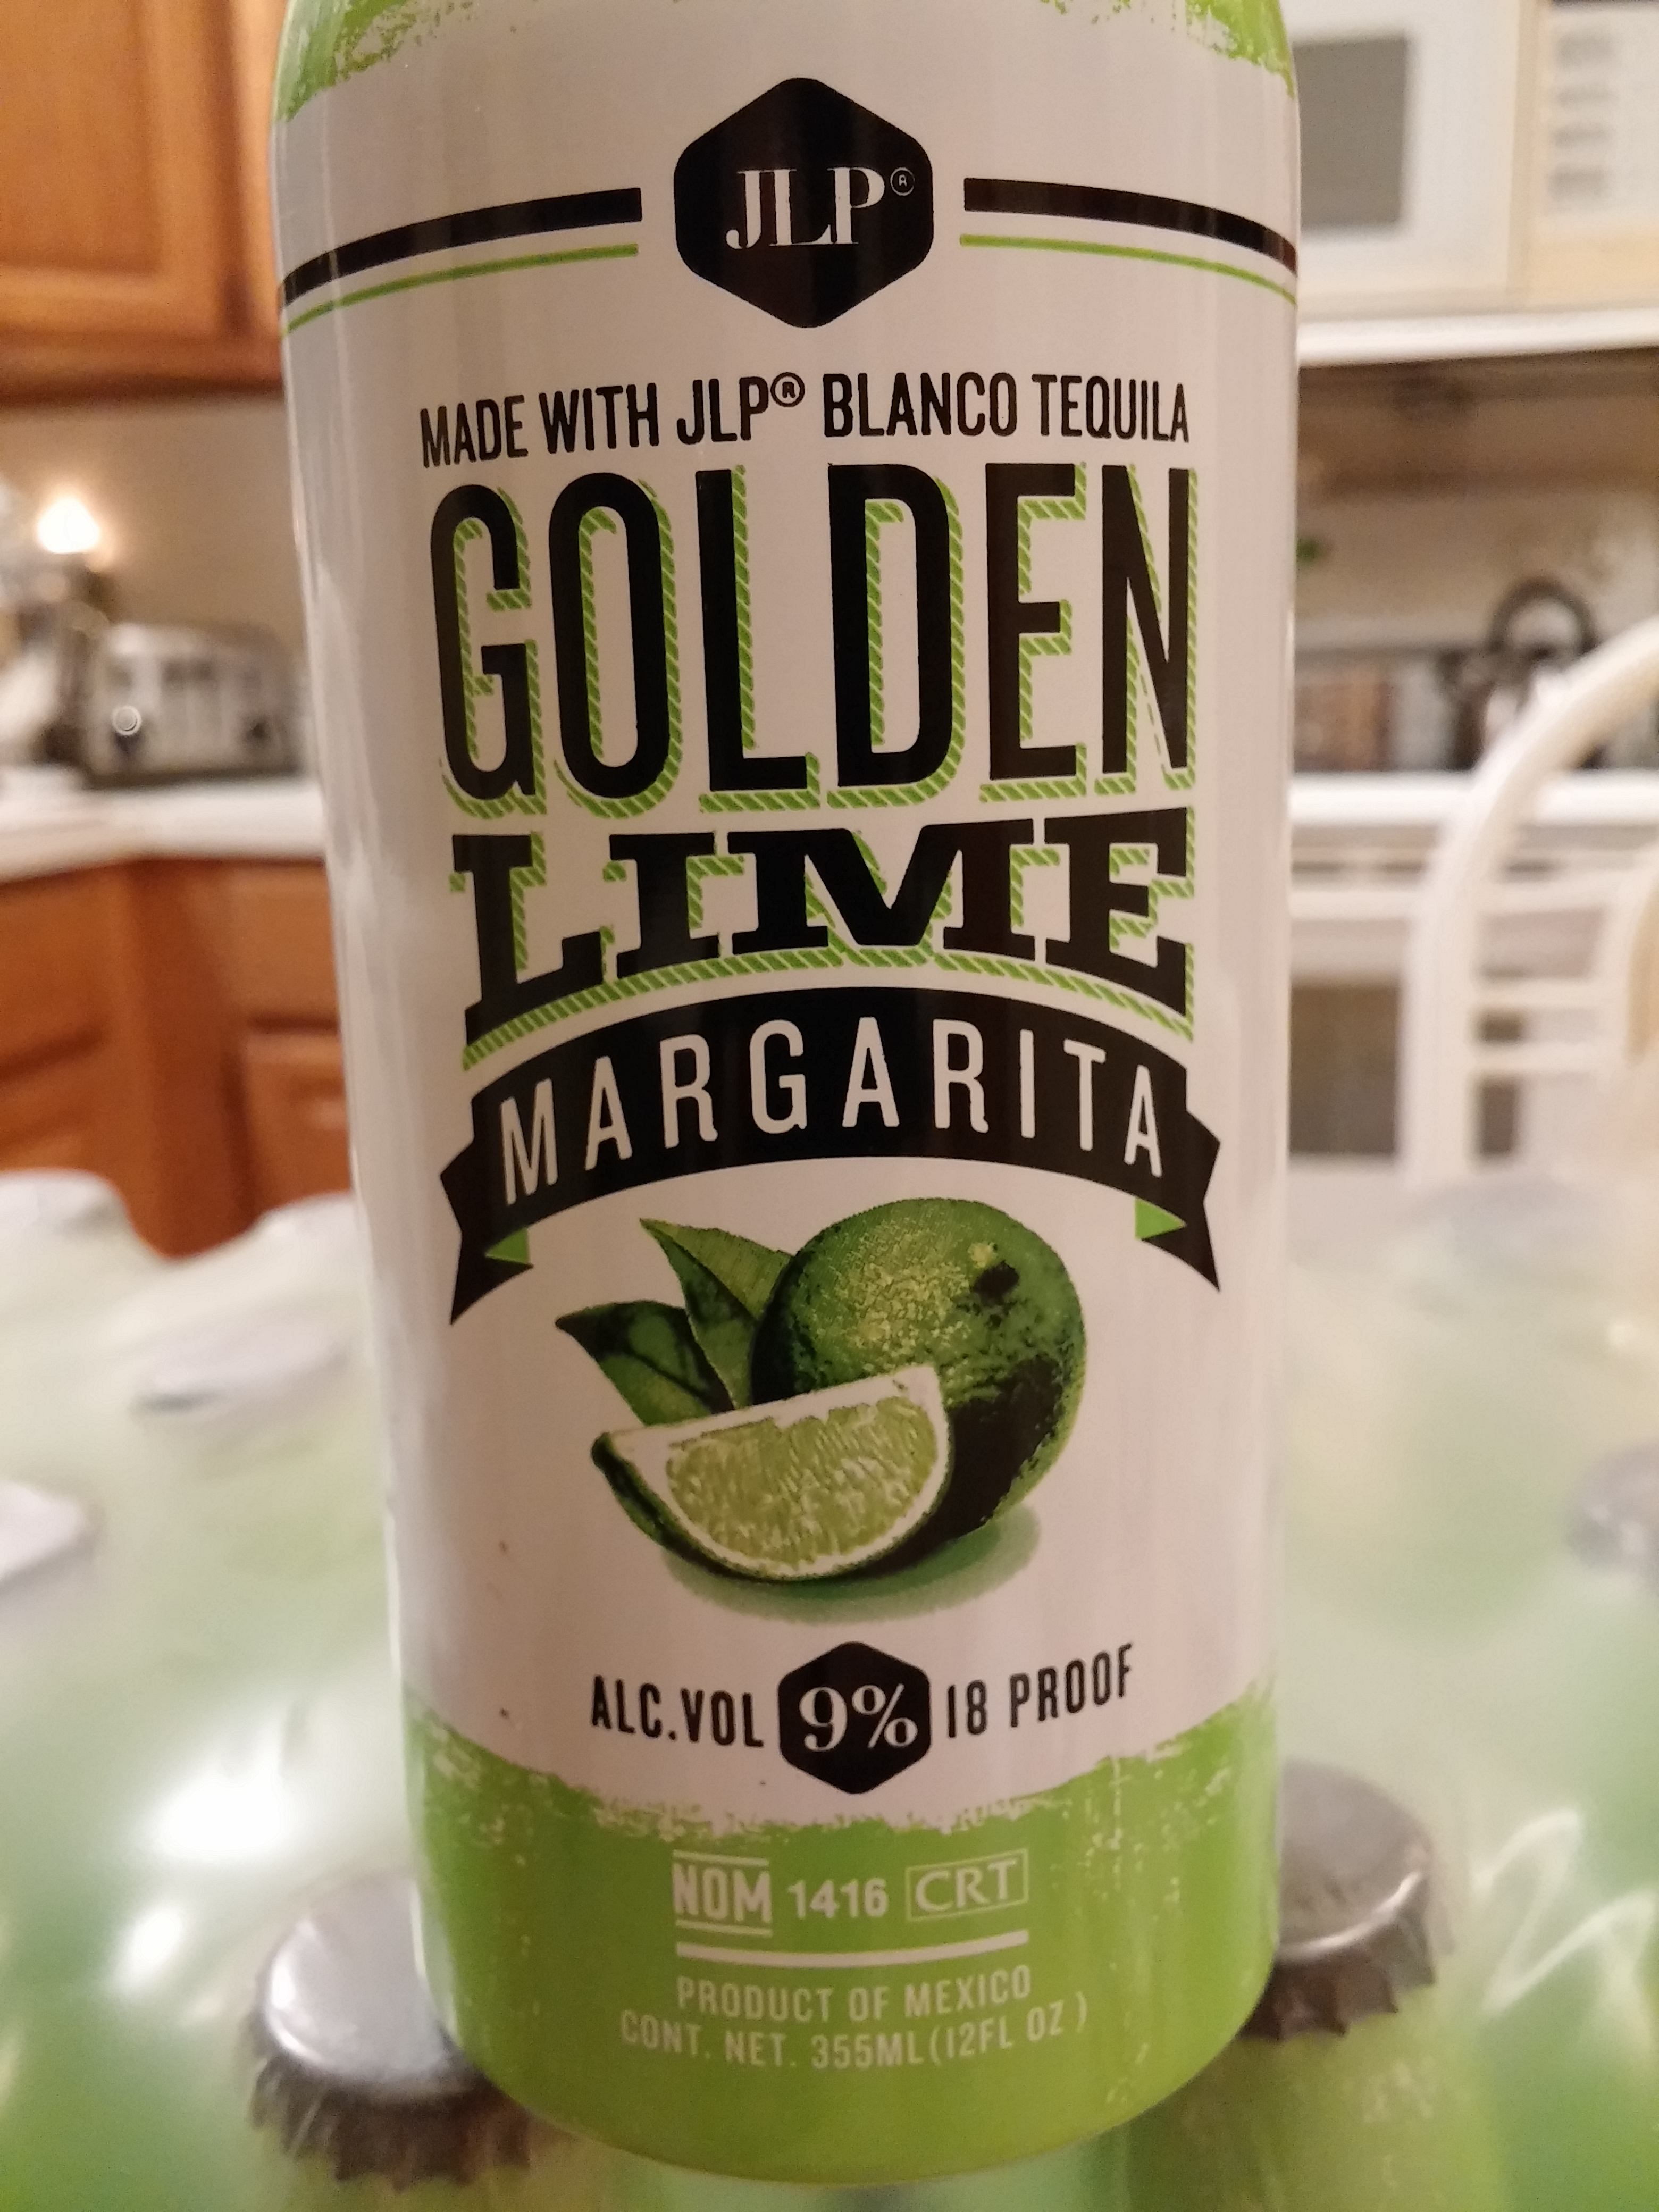 JLP®
MADE WITH JLP® BLANCO TEQUILA
GOLDEN
LIME
MARGARITA
ALC.VOL 9% 18 PROOF
NOM 1416 CRT
PRODUCT OF MEXICO
CONT. NET. 355ML(12FL OZ )